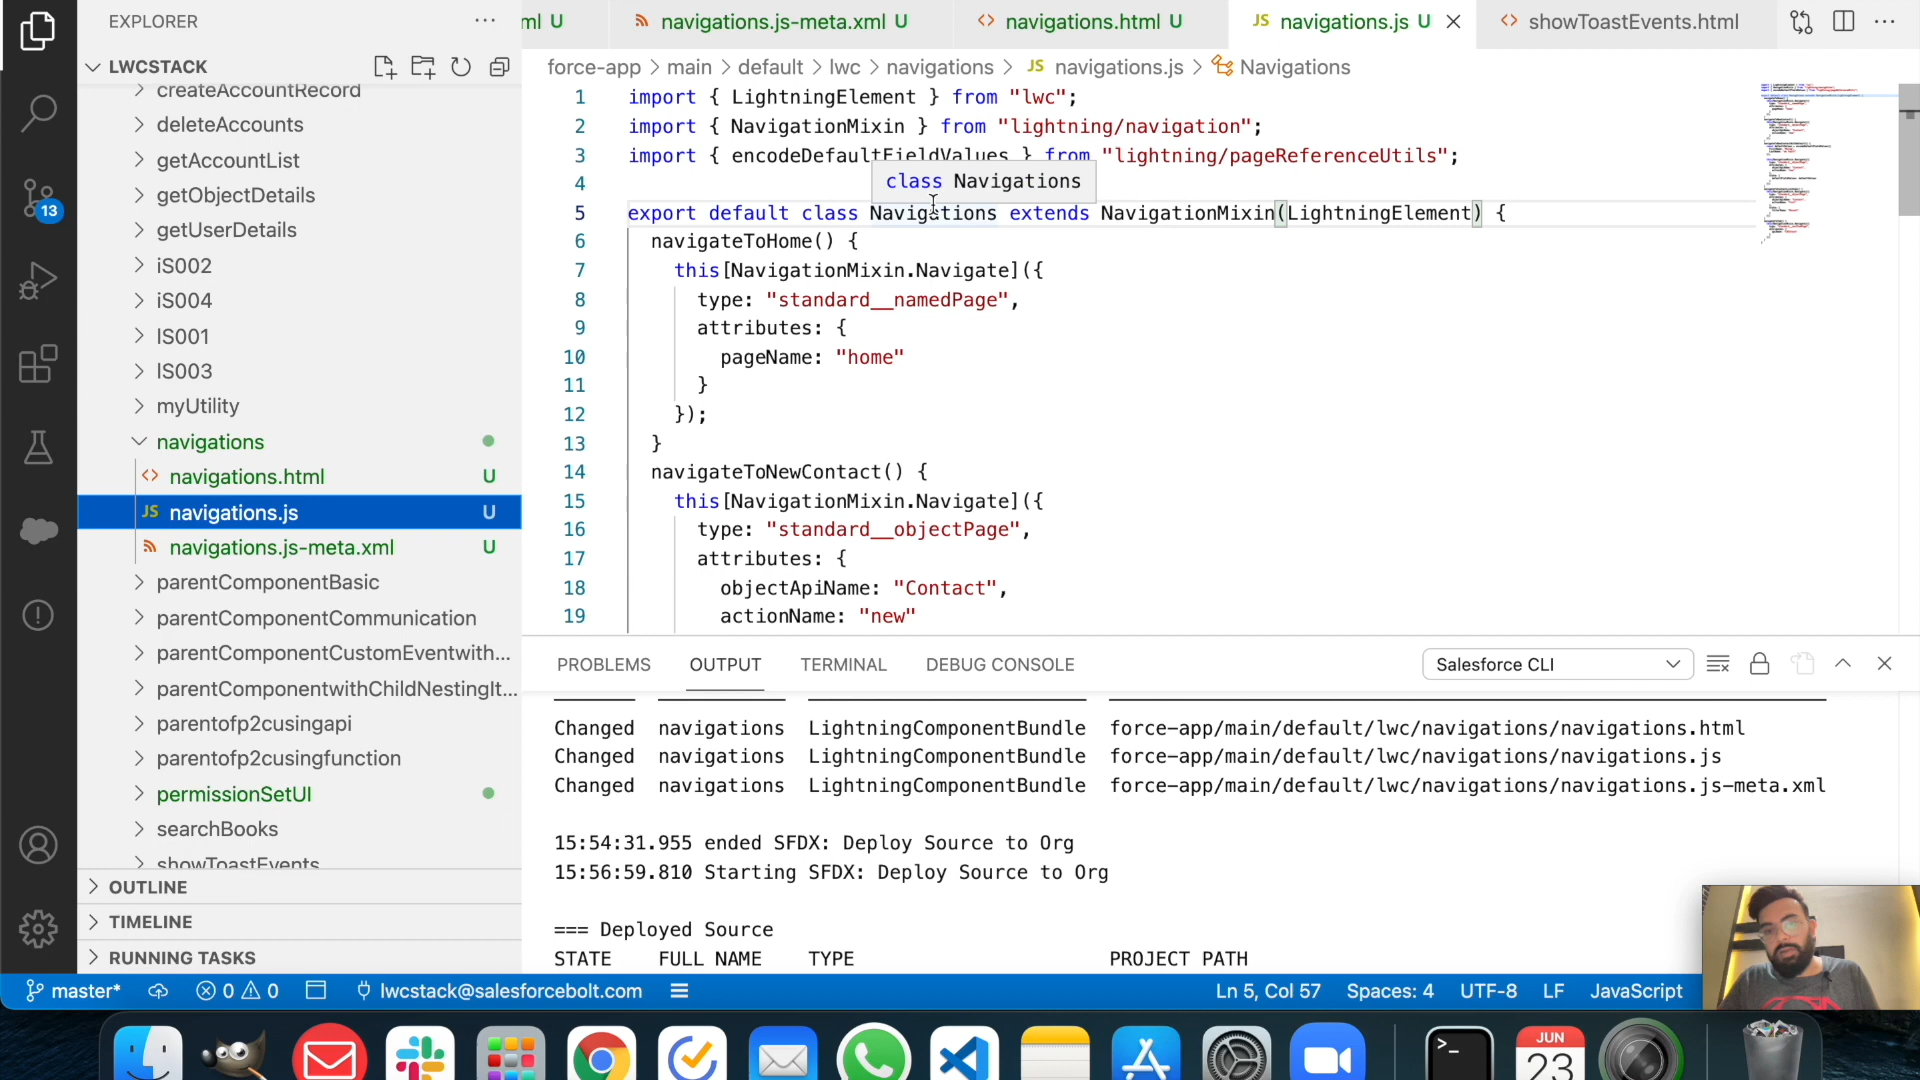 EXPLORER
ml U
navigations.js-meta.xml U
<> navigations.html U
JS navigations.js U
<> showToastEvents.html
LWCSTACK
force-app > main > default > lwc > navigations > JS navigations.js > Navigations
createAccountRecord
deleteAccounts
getAccountList
getObjectDetails
getUserDetails
iS002
iS004
IS001
IS003
myUtility
navigations
<> navigations.html U
JS navigations.js U
navigations.js-meta.xml U
parentComponentBasic
parentComponentCommunication
parentComponentCustomEventwith...
parentComponentwithChildNestingIt...
parentofp2cusingapi
parentofp2cusingfunction
permissionSetUI
searchBooks
showToastEvents
OUTLINE
TIMELINE
RUNNING TASKS
13
1 import { LightningElement } from "lwc";
2 import { NavigationMixin } from "lightning/navigation";
3 import { encodeDefaultFieldValues } from "lightning/pageReferenceUtils";
4
class Navigations
5 export default class Navigations extends NavigationMixin(LightningElement) {
6 navigateToHome() {
7 this[NavigationMixin.Navigate]({
8 type: "standard__namedPage",
9 attributes: {
10 pageName: "home"
11 }
12 });
13 }
14 navigateToNewContact() {
15 this[NavigationMixin.Navigate]({
16 type: "standard__objectPage",
17 attributes: {
18 objectApiName: "Contact",
19 actionName: "new"
PROBLEMS OUTPUT TERMINAL DEBUG CONSOLE
Salesforce CLI
Changed navigations LightningComponentBundle force-app/main/default/lwc/navigations/navigations.html
Changed navigations LightningComponentBundle force-app/main/default/lwc/navigations/navigations.js
Changed navigations LightningComponentBundle force-app/main/default/lwc/navigations/navigations.js-meta.xml
15:54:31.955 ended SFDX: Deploy Source to Org
15:56:59.810 Starting SFDX: Deploy Source to Org
=== Deployed Source
STATE FULL NAME TYPE PROJECT PATH
master* 0 0 lwcstack@salesforcebolt.com
Ln 5, Col 57 Spaces: 4 UTF-8 LF JavaScript
>_
JUN
23